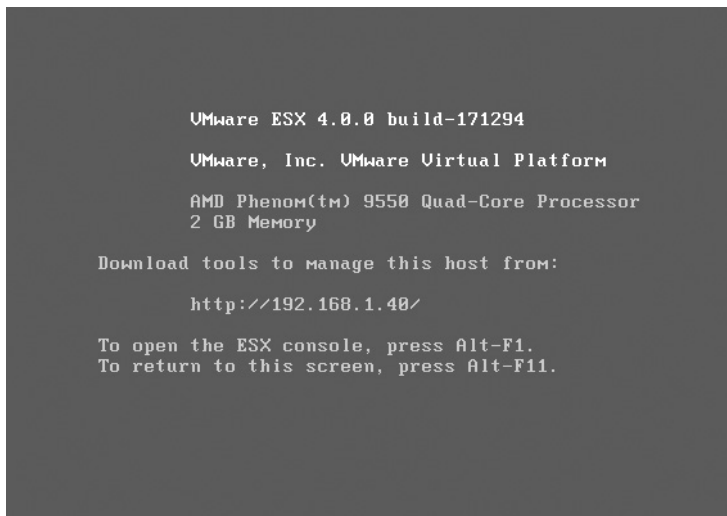 VMware ESX 4.0.0 build-171294
VMware, Inc. VMware Virtual Platform
AMD Phenom(tm) 9550 Quad-Core Processor
2 GB Memory
Download tools to manage this host from:
http://192.168.1.40/
To open the ESX console, press Alt-F1.
To return to this screen, press Alt-F11.